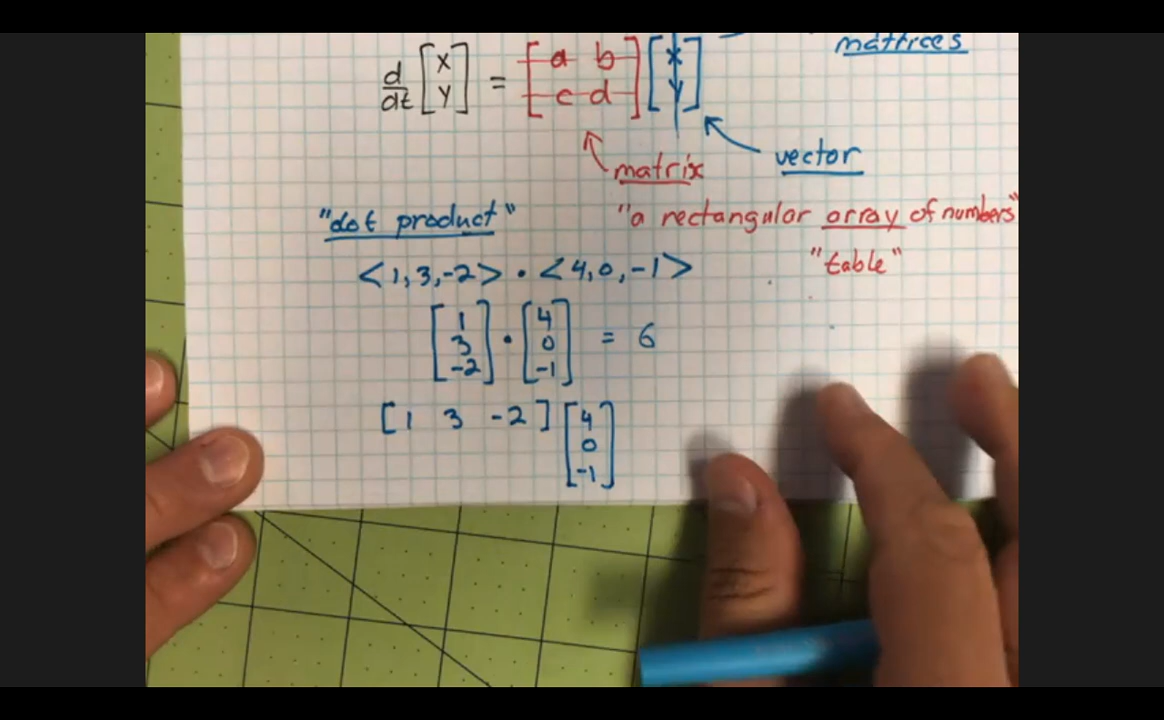 mattrices
d/dt [x y] = [a b c d] [x y]
matrix
vector
"dot product"
"a rectangular array of numbers"
"table"
<1, 3, -2> • <4, 0, -1>
[1 3 -2] • [4 0 -1] = 6
[1 3 -2] [4 0 -1]